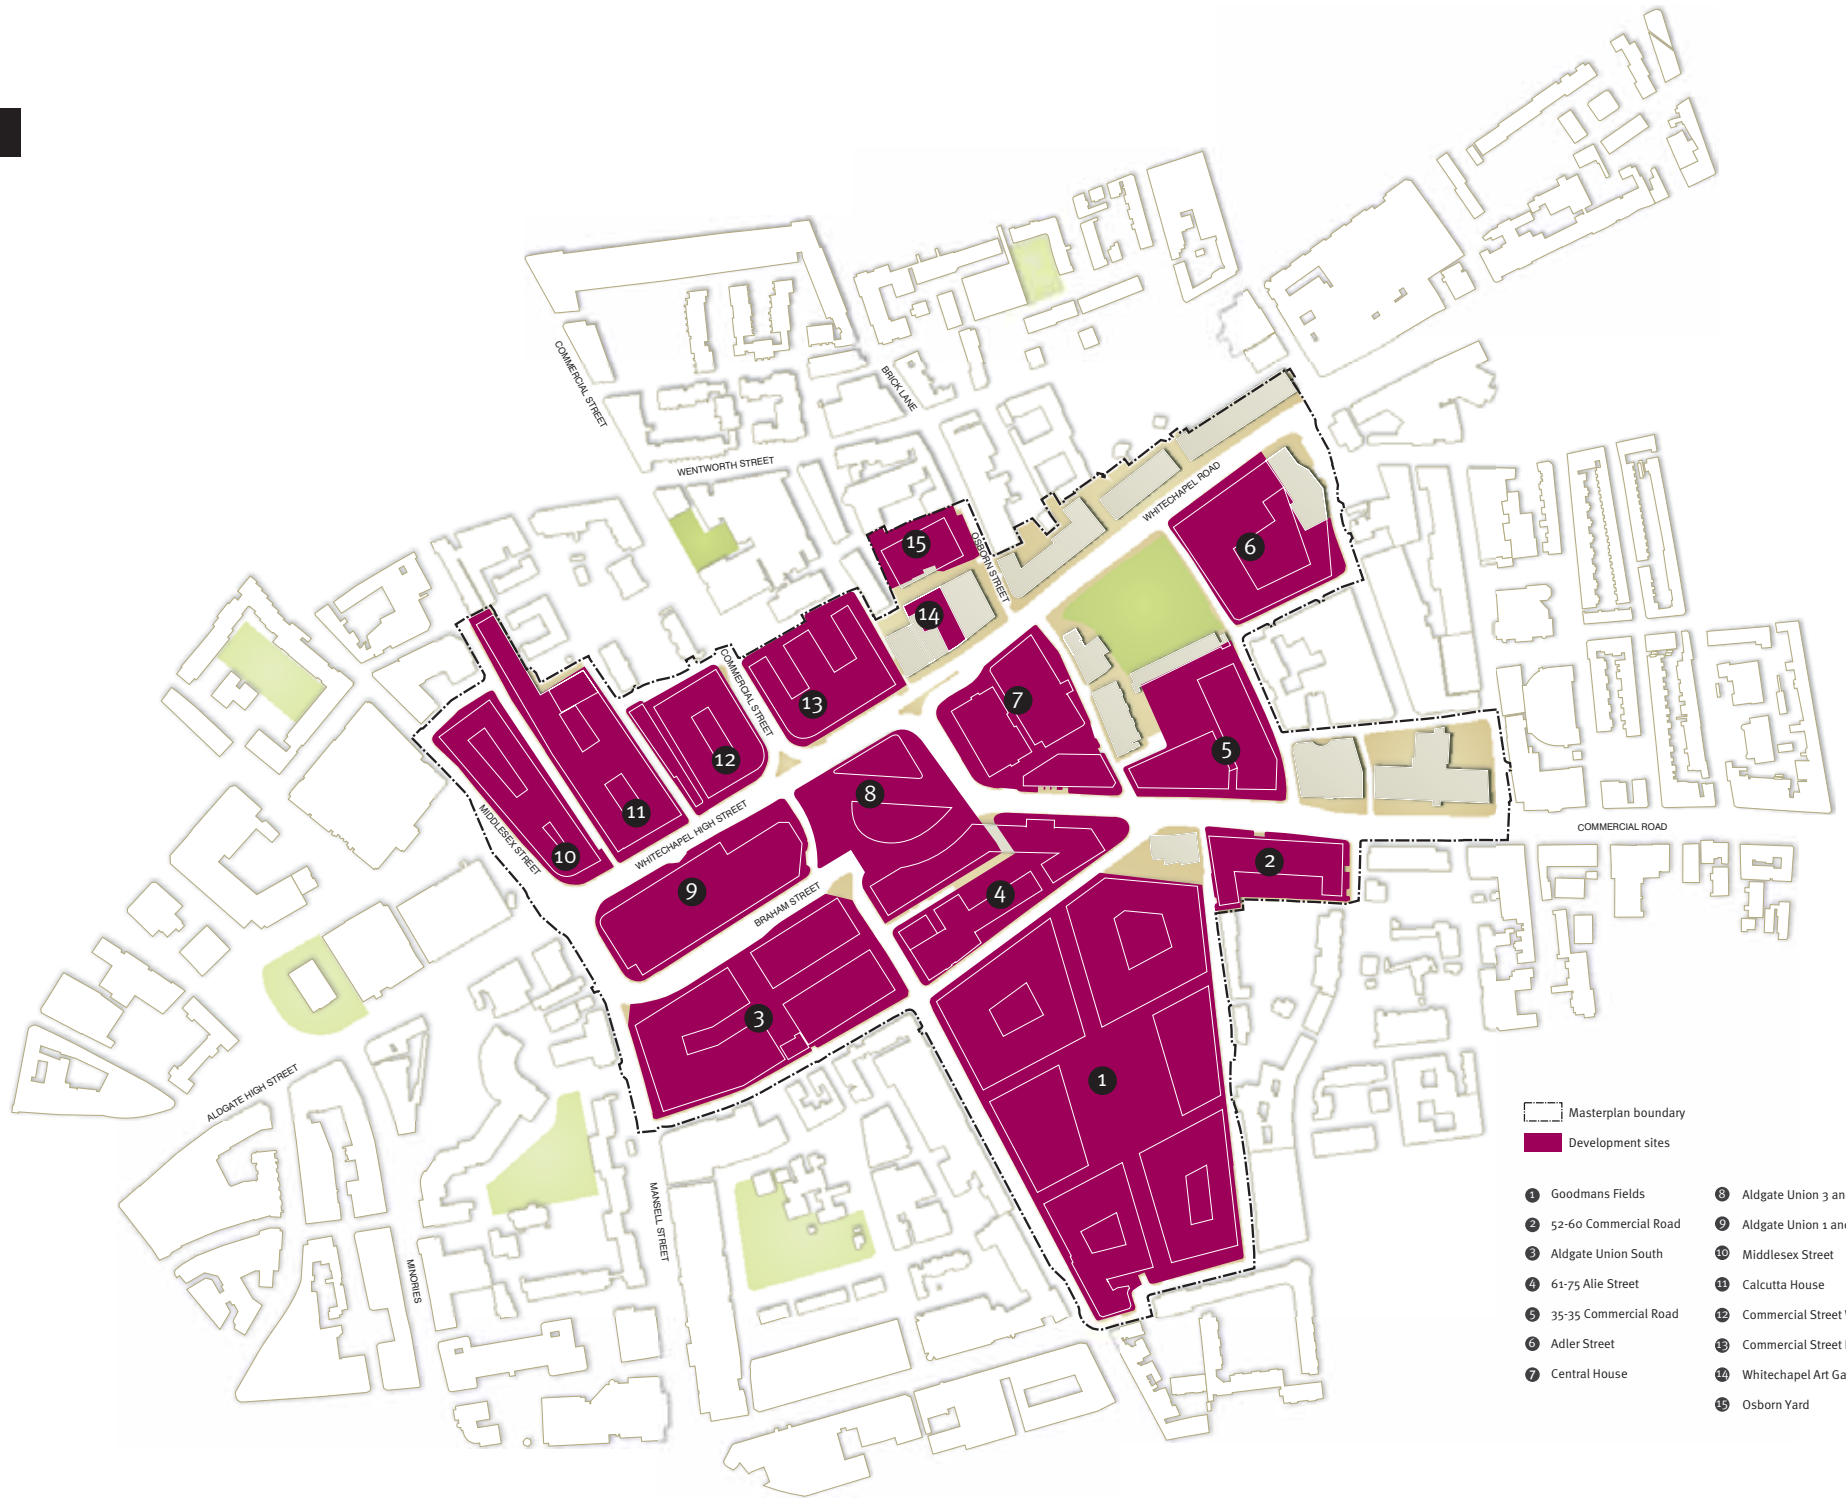 COMMERCIAL STREET
BRICK LANE
WENTWORTH STREET
WHITECHAPEL ROAD
OSBORN STREET
COMMERCIAL STREET
MIDDLESEX STREET
WHITECHAPEL HIGH STREET
BRAHAM STREET
COMMERCIAL ROAD
ALDGATE HIGH STREET
MANSELL STREET
MINORIES
15
6
14
7
13
5
12
8
11
10
9
2
4
3
1
Masterplan boundary
Development sites
1 Goodmans Fields
2 52-60 Commercial Road
3 Aldgate Union South
4 61-75 Alie Street
5 35-35 Commercial Road
6 Adler Street
7 Central House
8 Aldgate Union 3 an
9 Aldgate Union 1 and
10 Middlesex Street
11 Calcutta House
12 Commercial Street
13 Commercial Street
14 Whitechapel Art Ga
15 Osborn Yard